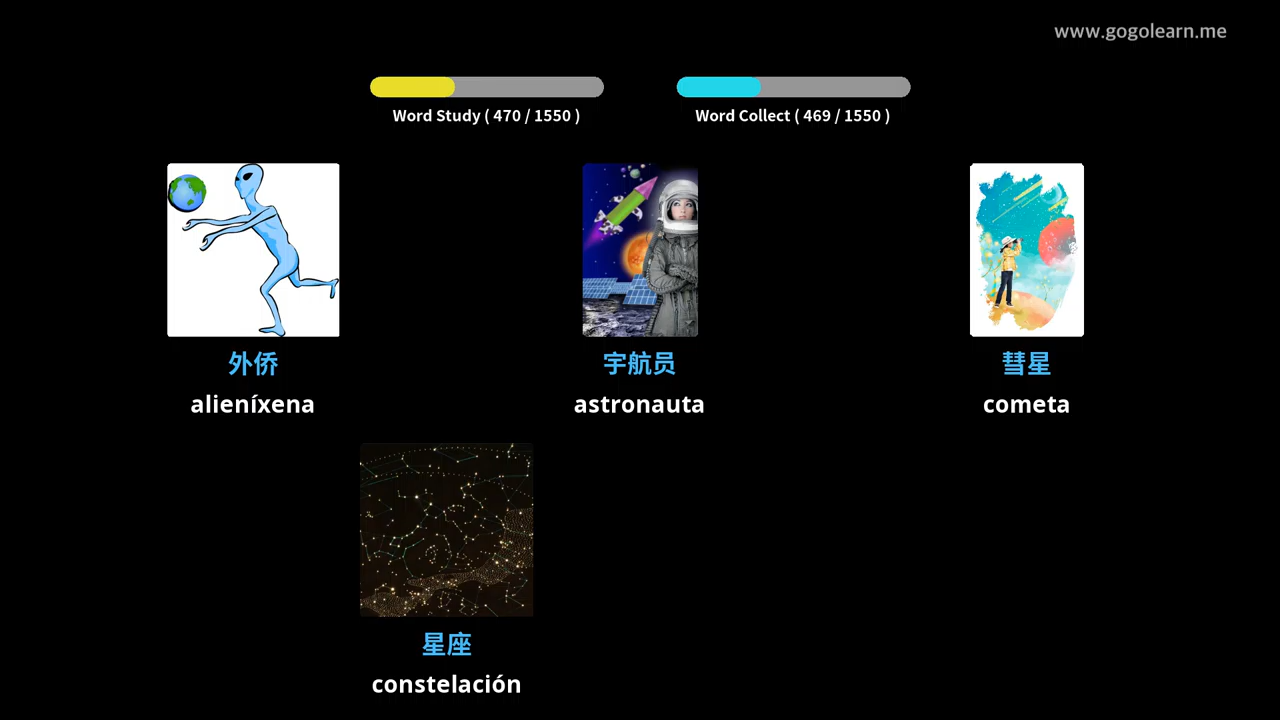 www.gogolearn.me
Word Study ( 470 / 1550 )
Word Collect ( 469 / 1550 )
外侨
alieníxena
宇航员
astronauta
彗星
cometa
星座
constelación